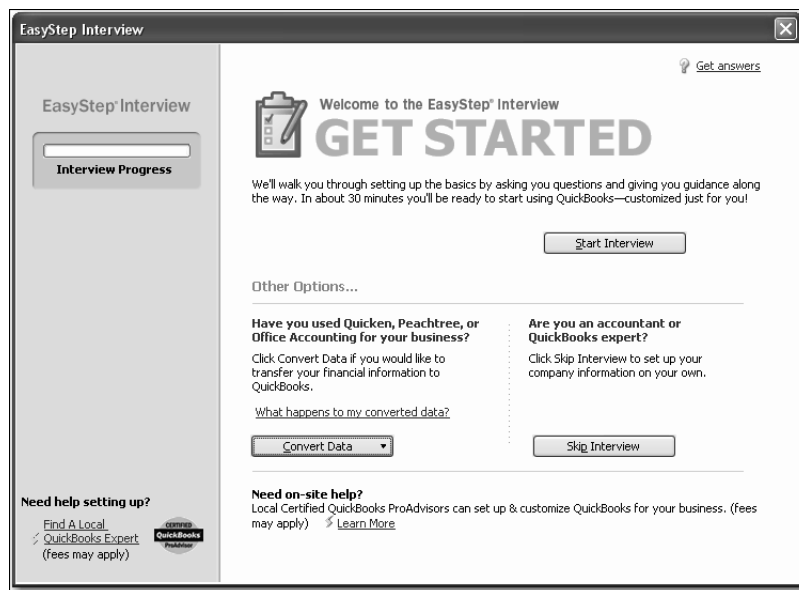 EasyStep Interview
Get answers
EasyStep® Interview
Interview Progress
Welcome to the EasyStep® Interview
GET STARTED
We'll walk you through setting up the basics by asking you questions and giving you guidance along
the way. In about 30 minutes you'll be ready to start using QuickBooks—customized just for you!
Start Interview
Other Options...
Have you used Quicken, Peachtree, or
Office Accounting for your business?
Click Convert Data if you would like to
transfer your financial information to
QuickBooks.
What happens to my converted data?
Convert Data
Are you an accountant or
QuickBooks expert?
Click Skip Interview to set up your
company information on your own.
Skip Interview
Need help setting up?
Find A Local
QuickBooks Expert
(fees may apply)
CERTIFIED
QuickBooks
ProAdvisor
Need on-site help?
Local Certified QuickBooks ProAdvisors can set up & customize QuickBooks for your business. (fees
may apply) Learn More